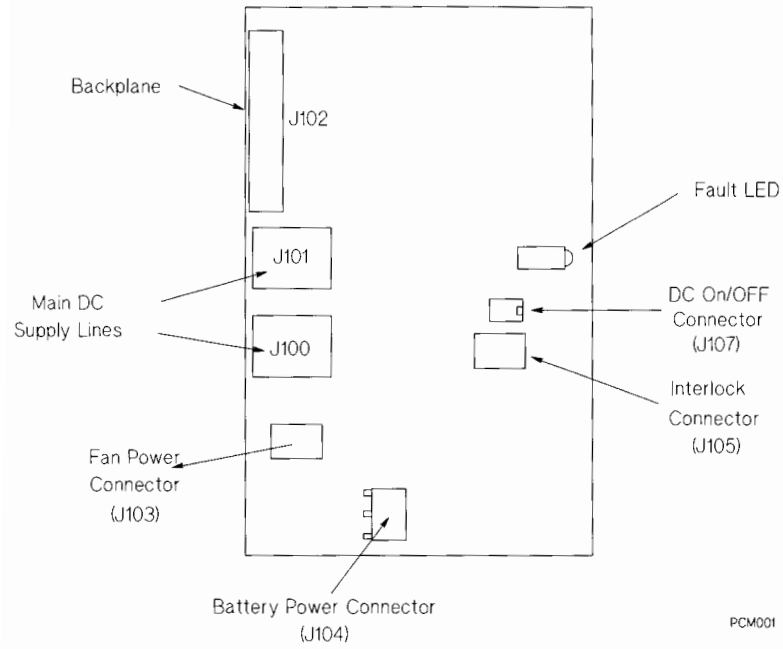 Backplane
J102
Fault LED
J101
Main DC
Supply Lines
DC On/OFF
Connector
(J107)
J100
Interlock
Connector
(J105)
Fan Power
Connector
(J103)
Battery Power Connector
(J104)
PCM001